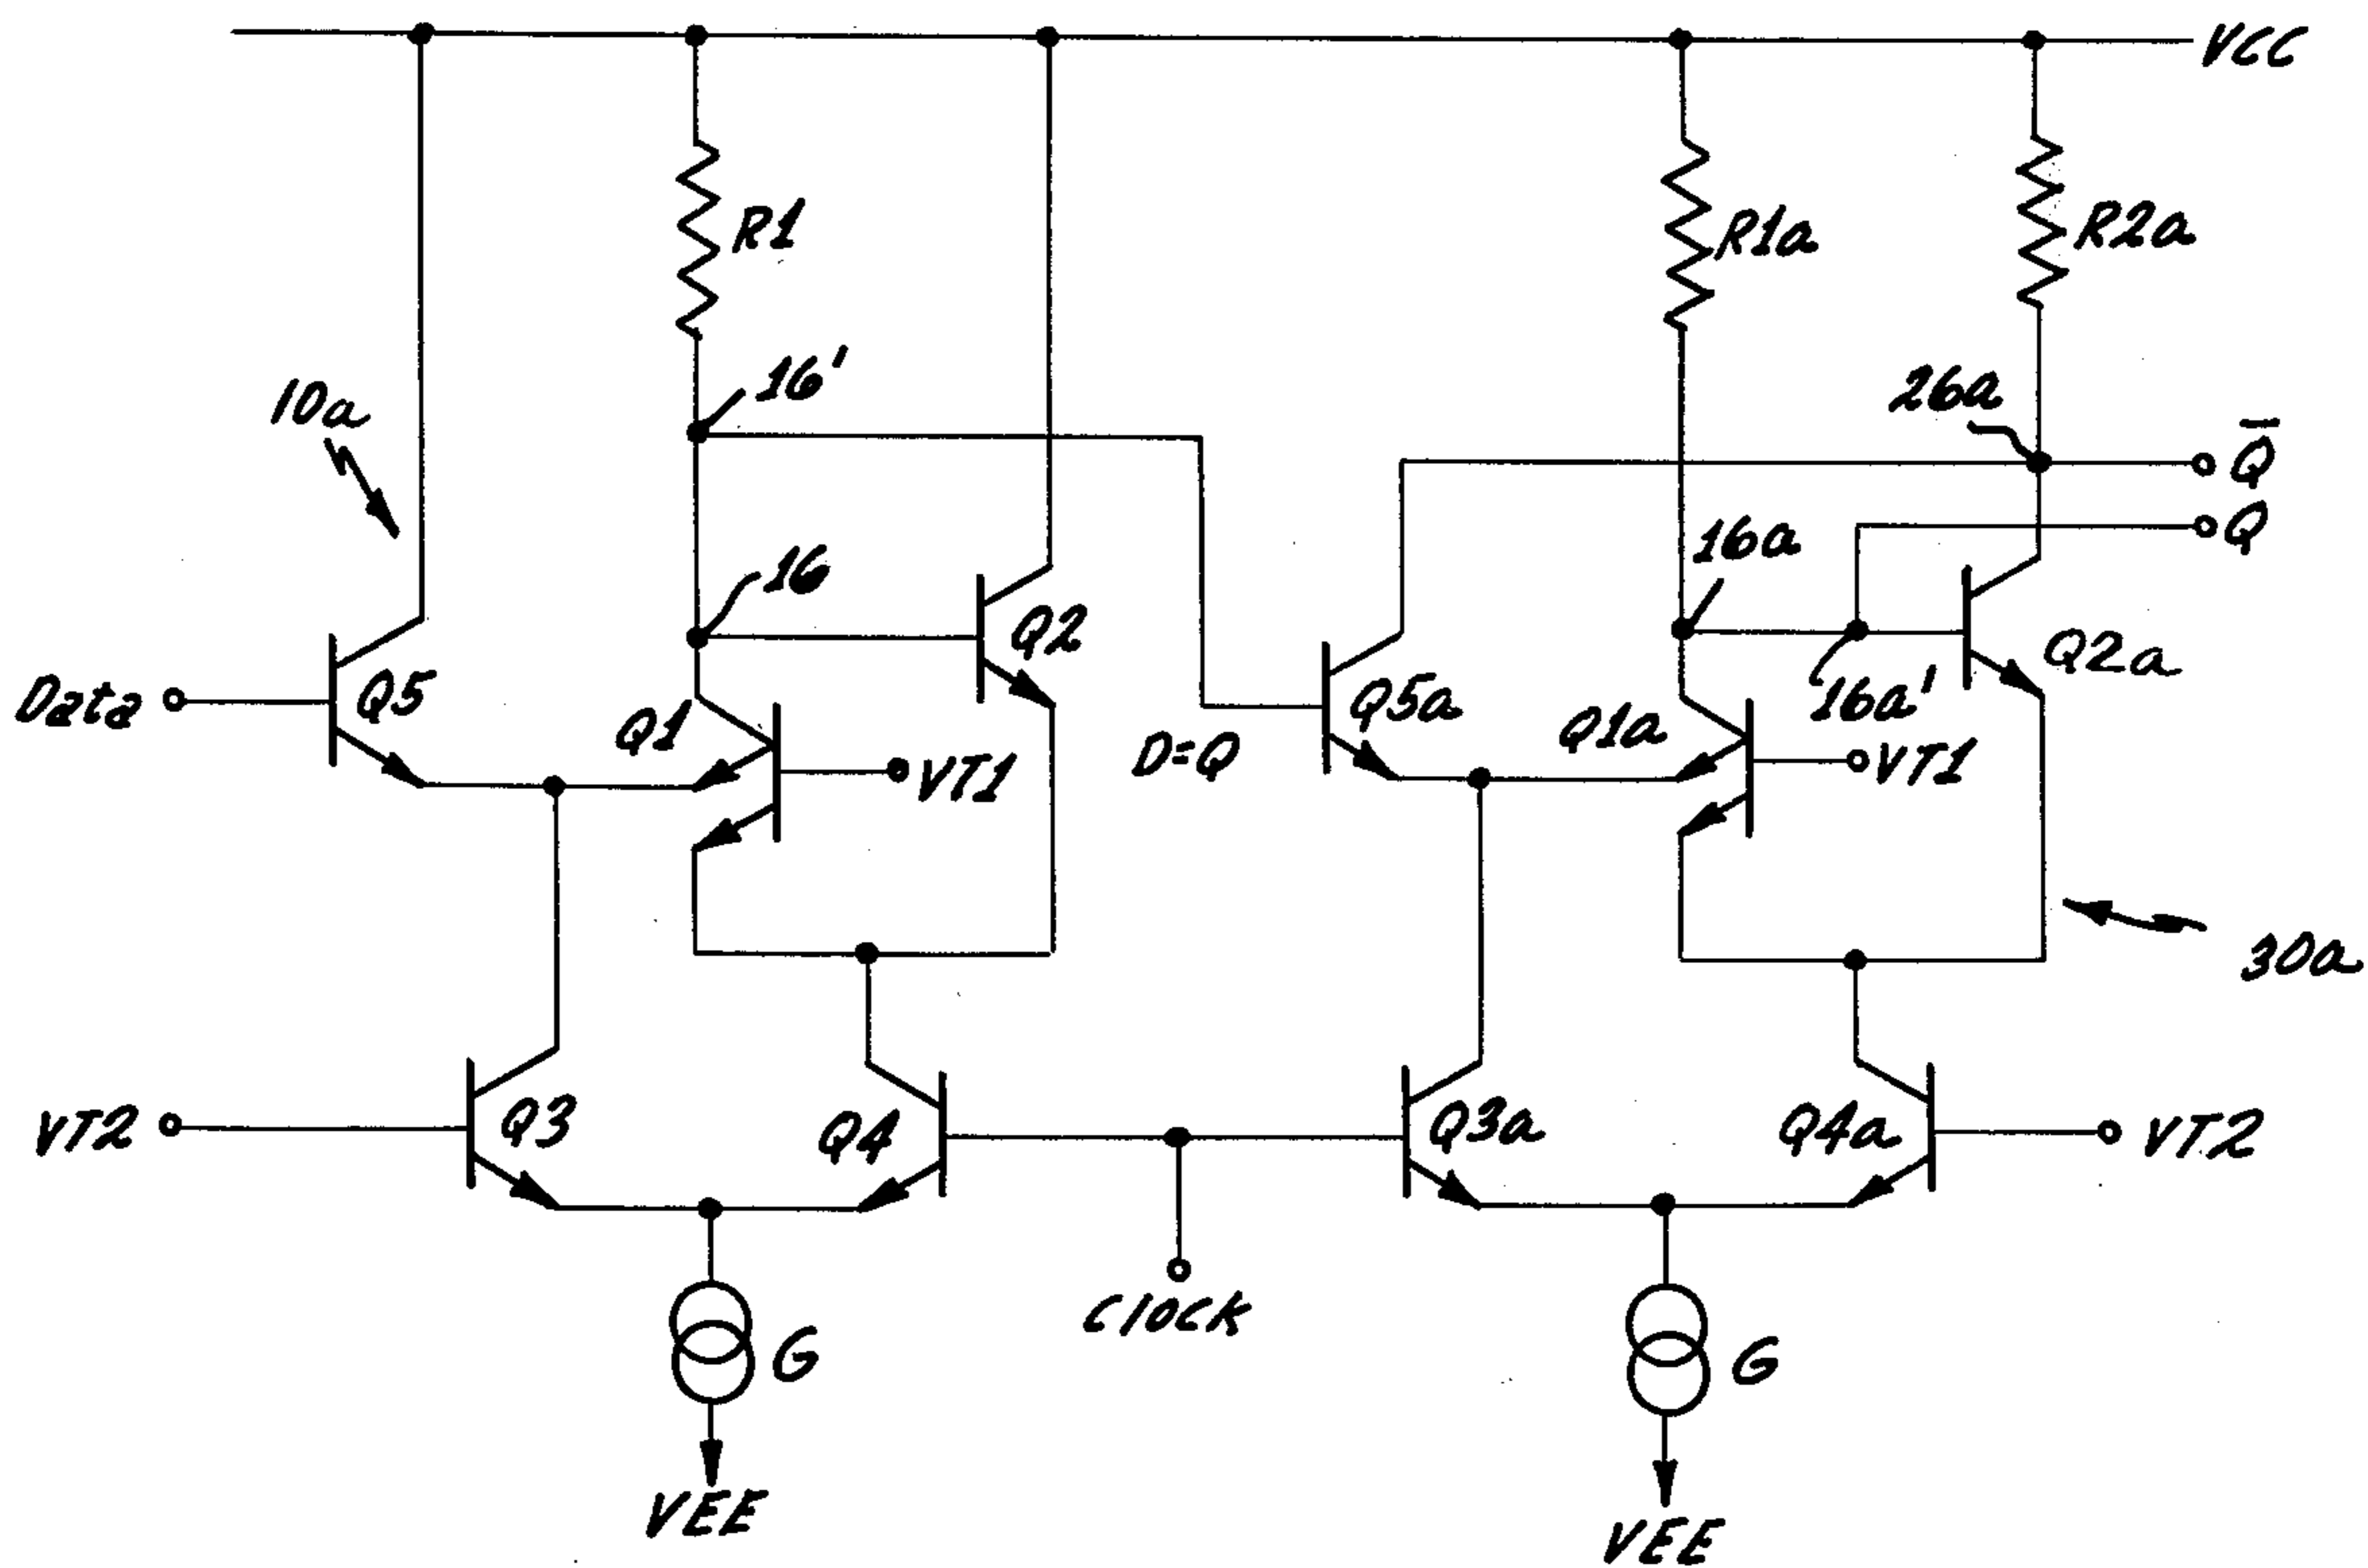 VCC
R1
R1a
R2a
16'
10a
26a
Q̅
Q
16
16a
Q2
Q2a
Data
Q5
Q1
Q5a
Q1a
16a'
VT1
D=Q
VT1
30a
VT2
Q3
Q4
Q3a
Q4a
VT2
Clock
G
G
VEE
VEE